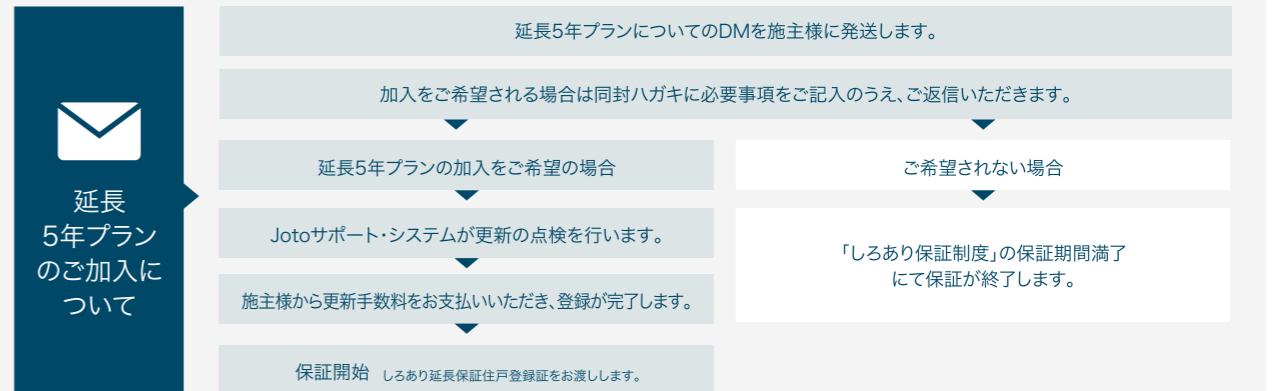 延長
5年プラン
のご加入に
ついて
延長5年プランについてのDMを施主様に発送します。
加入をご希望される場合は同封ハガキに必要事項をご記入のうえ、ご返信いただきます。
延長5年プランの加入をご希望の場合
Jotoサポート・システムが更新の点検を行います。
施主様から更新手数料をお支払いいただき、登録が完了します。
保証開始 しろあり延長保証住戸登録証をお渡しします。
ご希望されない場合
「しろあり保証制度」の保証期間満了
にて保証が終了します。